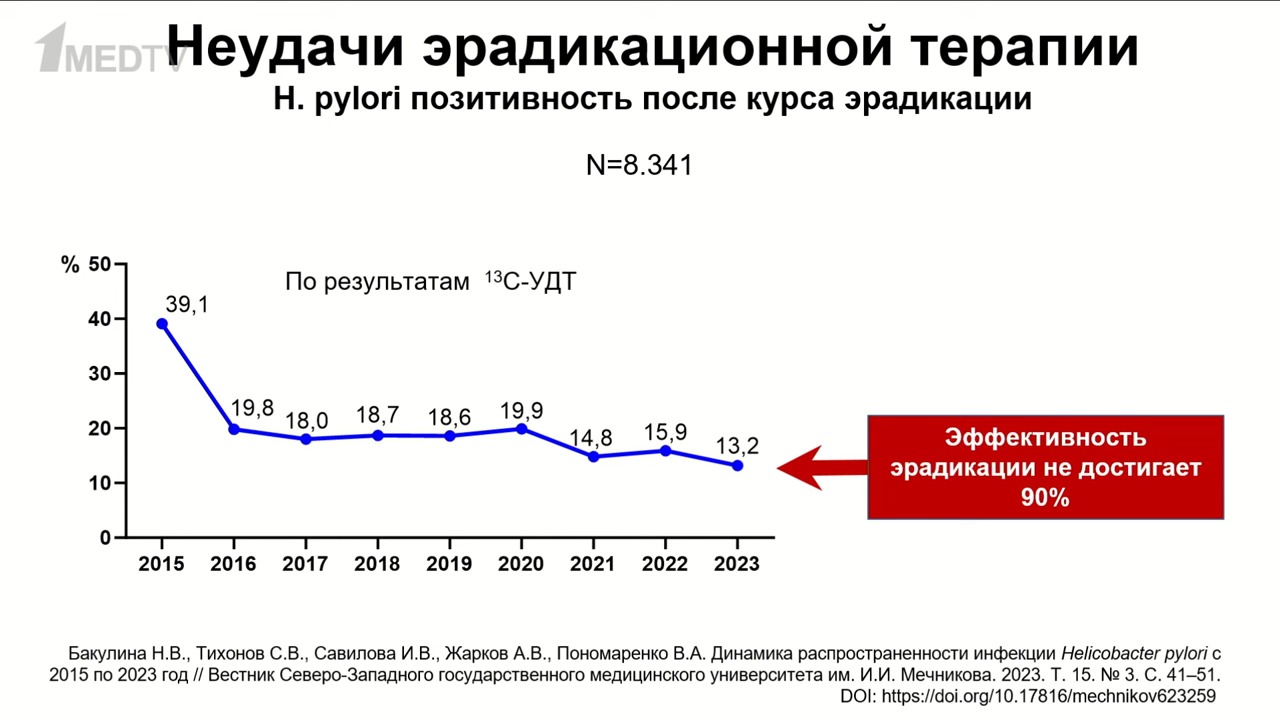 1MEDTV
Неудачи эрадикационной терапии
H. pylori позитивность после курса эрадикации
N=8.341
% 50
По результатам ¹³C-УДТ
39,1
40
30
19,8
18,0
18,7
18,6
19,9
14,8
15,9
13,2
20
10
0
2015 2016 2017 2018 2019 2020 2021 2022 2023
Эффективность
эрадикации не достигает
90%
Бакулина Н.В., Тихонов С.В., Савилова И.В., Жарков А.В., Пономаренко В.А. Динамика распространенности инфекции Helicobacter pylori с
2015 по 2023 год // Вестник Северо-Западного государственного медицинского университета им. И.И. Мечникова. 2023. Т. 15. № 3. С. 41–51.
DOI: https://doi.org/10.17816/mechnikov623259